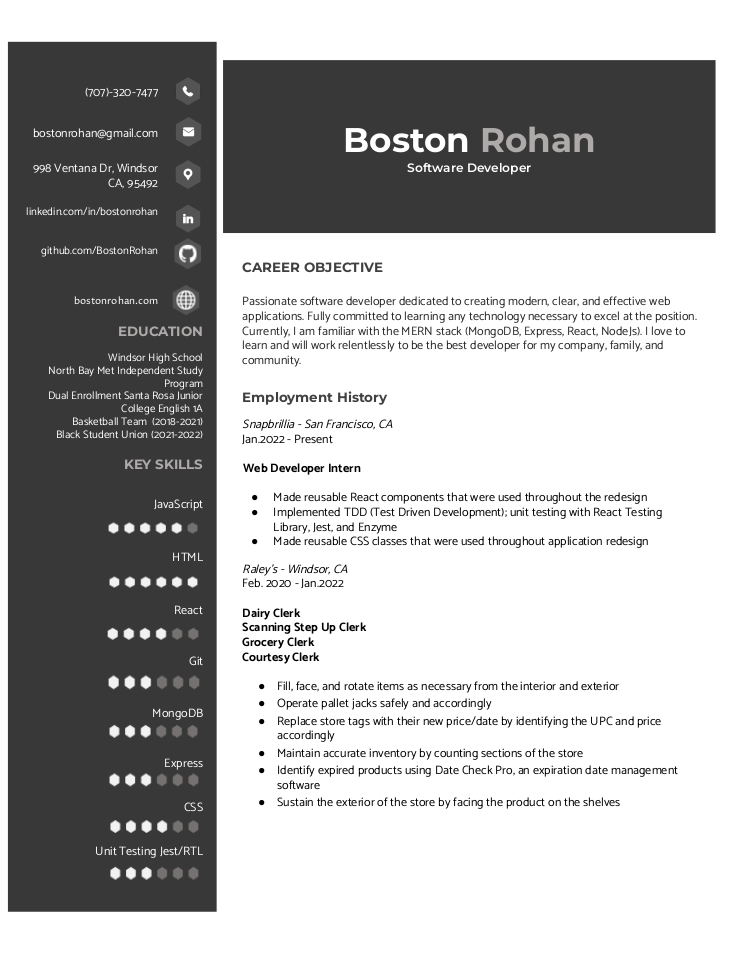 (707)-320-7477
bostonrohan@gmail.com
998 Ventana Dr, Windsor
CA, 95492
linkedin.com/in/bostonrohan
github.com/BostonRohan
bostonrohan.com
EDUCATION
Windsor High School
North Bay Met Independent Study
Program
Dual Enrollment Santa Rosa Junior
College English 1A
Basketball Team (2018-2021)
Black Student Union (2021-2022)
KEY SKILLS
JavaScript
HTML
React
Git
MongoDB
Express
CSS
Unit Testing Jest/RTL
Boston Rohan
Software Developer
CAREER OBJECTIVE
Passionate software developer dedicated to creating modern, clear, and effective web
applications. Fully committed to learning any technology necessary to excel at the position.
Currently, I am familiar with the MERN stack (MongoDB, Express, React, NodeJs). I love to
learn and will work relentlessly to be the best developer for my company, family, and
community.
Employment History
Snapbrillia - San Francisco, CA
Jan.2022 - Present
Web Developer Intern
● Made reusable React components that were used throughout the redesign
● Implemented TDD (Test Driven Development); unit testing with React Testing
Library, Jest, and Enzyme
● Made reusable CSS classes that were used throughout application redesign
Raley's - Windsor, CA
Feb. 2020 - Jan.2022
Dairy Clerk
Scanning Step Up Clerk
Grocery Clerk
Courtesy Clerk
● Fill, face, and rotate items as necessary from the interior and exterior
● Operate pallet jacks safely and accordingly
● Replace store tags with their new price/date by identifying the UPC and price
accordingly
● Maintain accurate inventory by counting sections of the store
● Identify expired products using Date Check Pro, an expiration date management
software
● Sustain the exterior of the store by facing the product on the shelves